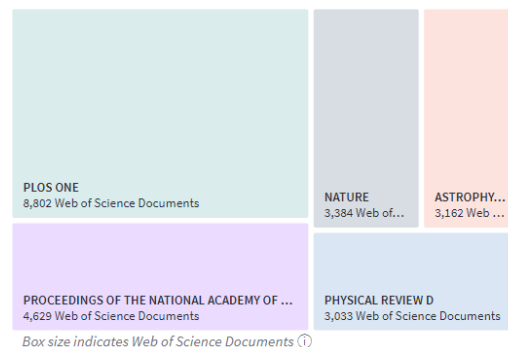 PLOS ONE
8,802 Web of Science Documents
NATURE
3,384 Web of...
ASTROPHY...
3,162 Web ...
PROCEEDINGS OF THE NATIONAL ACADEMY OF ...
4,629 Web of Science Documents
PHYSICAL REVIEW D
3,033 Web of Science Documents
Box size indicates Web of Science Documents ⓘ